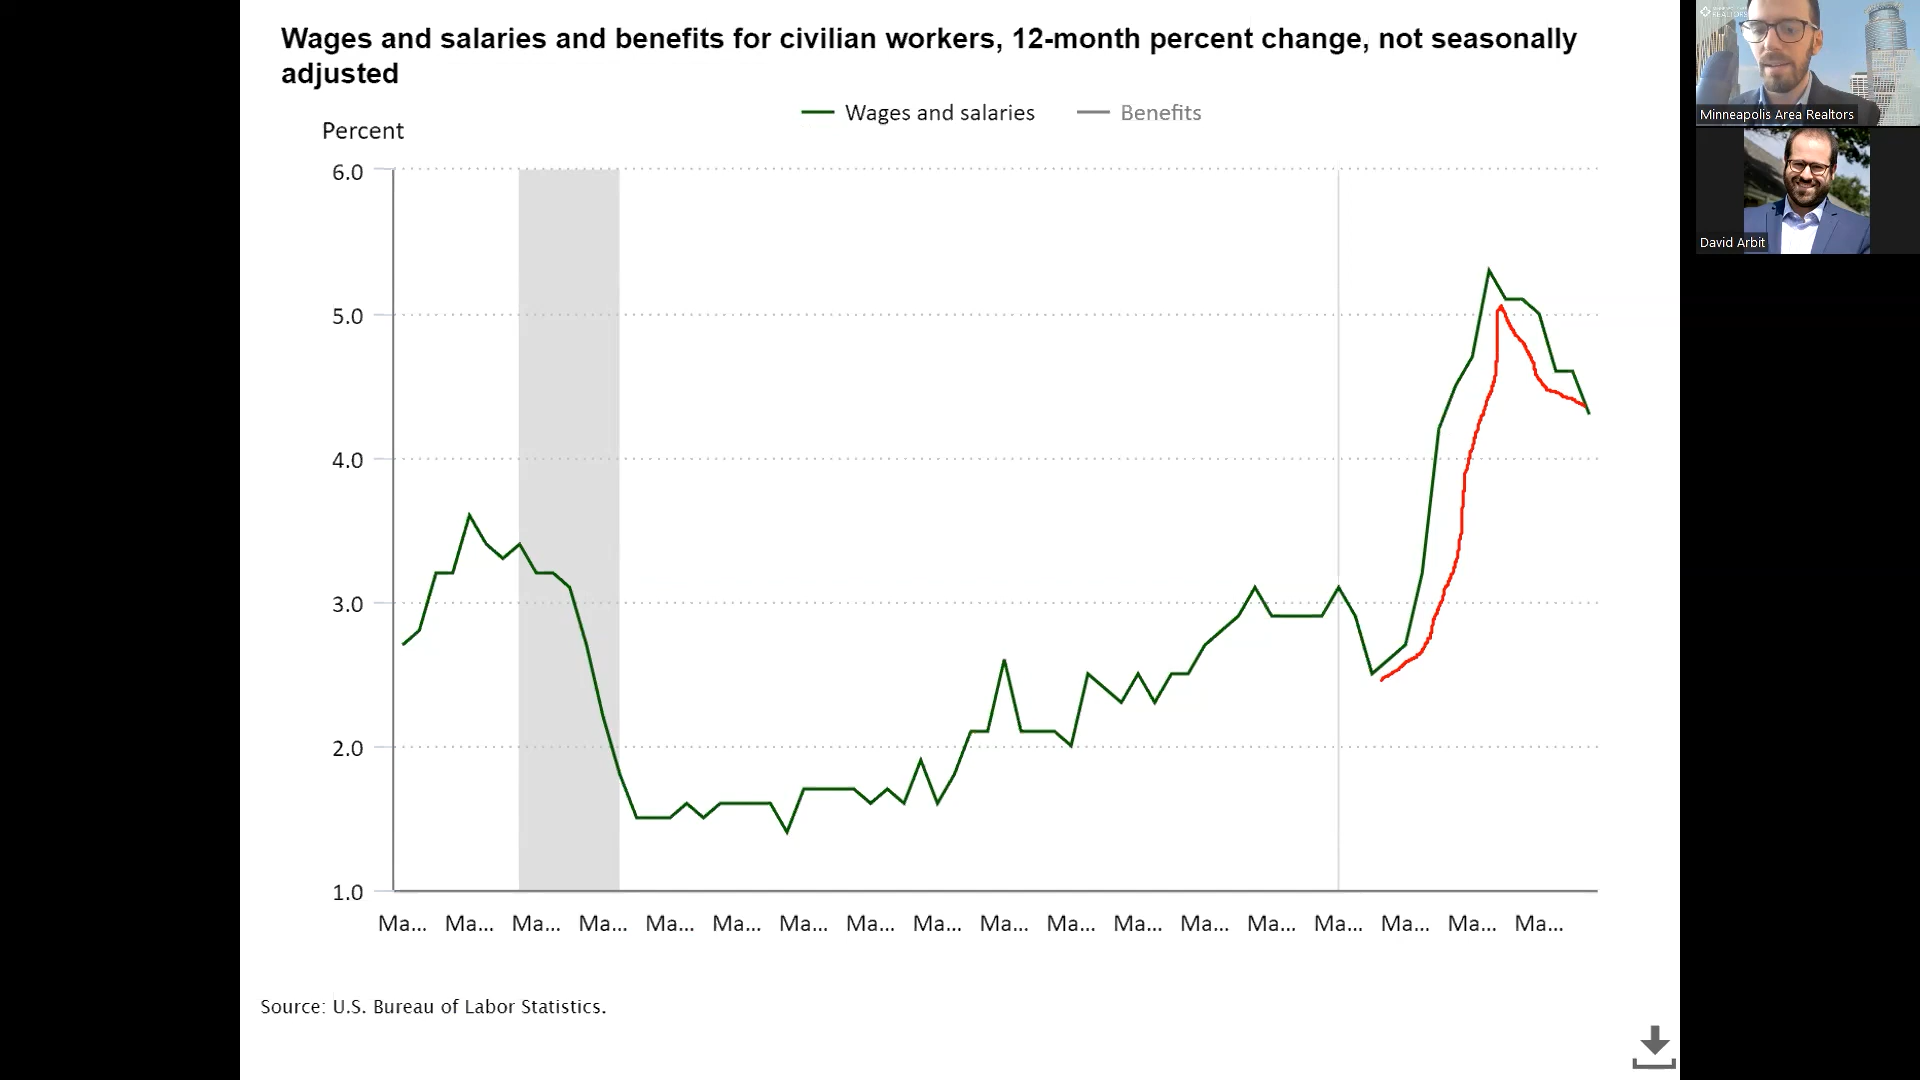 Wages and salaries and benefits for civilian workers, 12-month percent change, not seasonally
adjusted
Wages and salaries
Benefits
Percent
6.0
5.0
4.0
3.0
2.0
1.0
Ma... Ma... Ma... Ma... Ma... Ma... Ma... Ma... Ma... Ma... Ma... Ma... Ma... Ma... Ma... Ma... Ma... Ma...
Source: U.S. Bureau of Labor Statistics.
REALTORS
Minneapolis Area Realtors
David Arbit